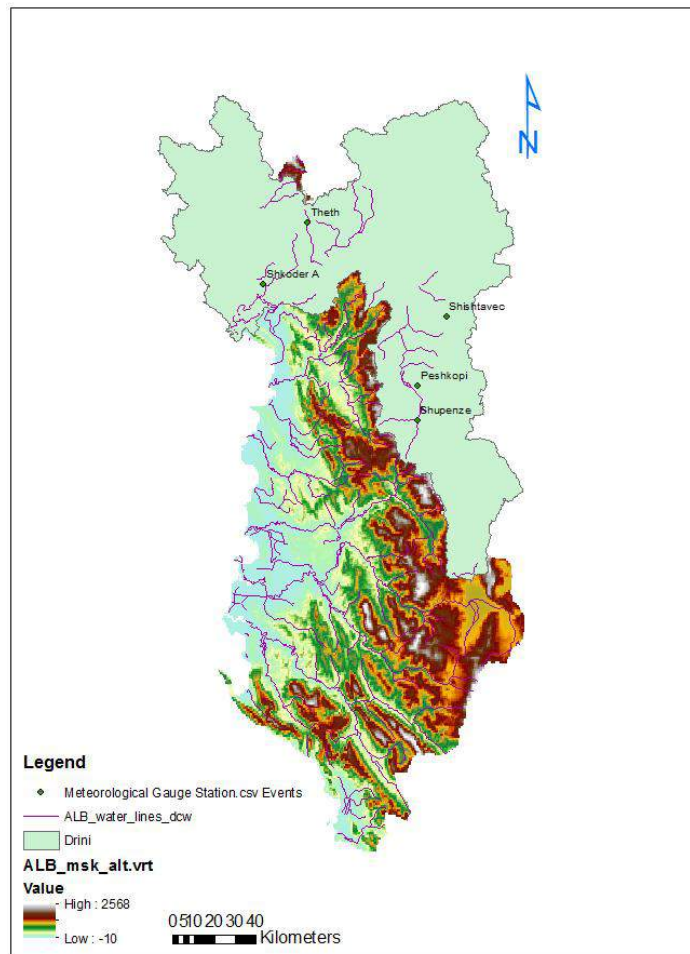 N
Theth
Shkoder A
Shishtavec
Peshkopi
Shupenze
Legend
Meteorological Gauge Station.csv Events
ALB_water_lines_dcw
Drini
ALB_msk_alt.vrt
Value
High : 2568
Low : -10
0510 20 30 40
Kilometers